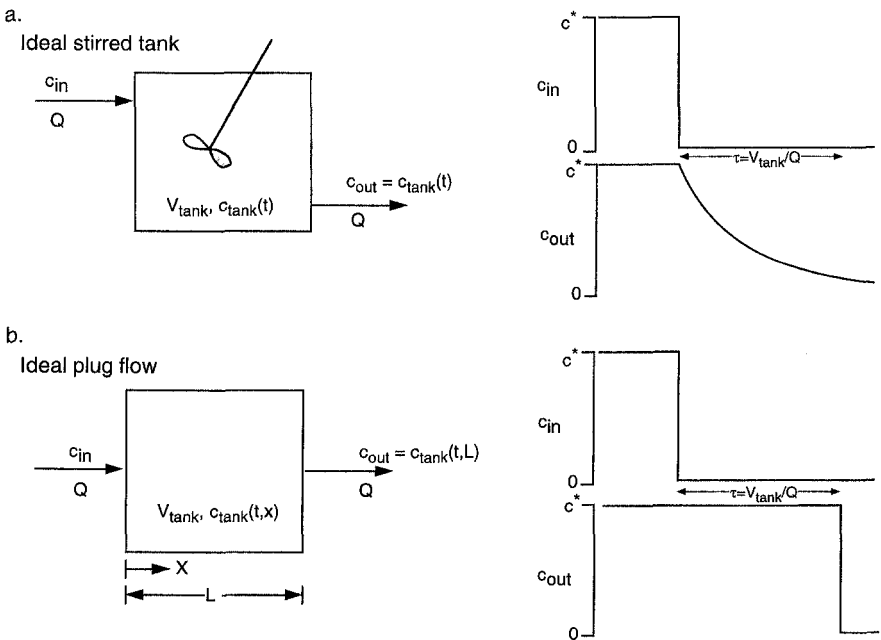 a.
Ideal stirred tank
c_in
Q
V_tank, c_tank(t)
c_out = c_tank(t)
Q
c*
c_in
0
τ=V_tank/Q
c*
c_out
0
b.
Ideal plug flow
c_in
Q
V_tank, c_tank(t,x)
c_out = c_tank(t,L)
Q
X
L
c*
c_in
0
τ=V_tank/Q
c*
c_out
0